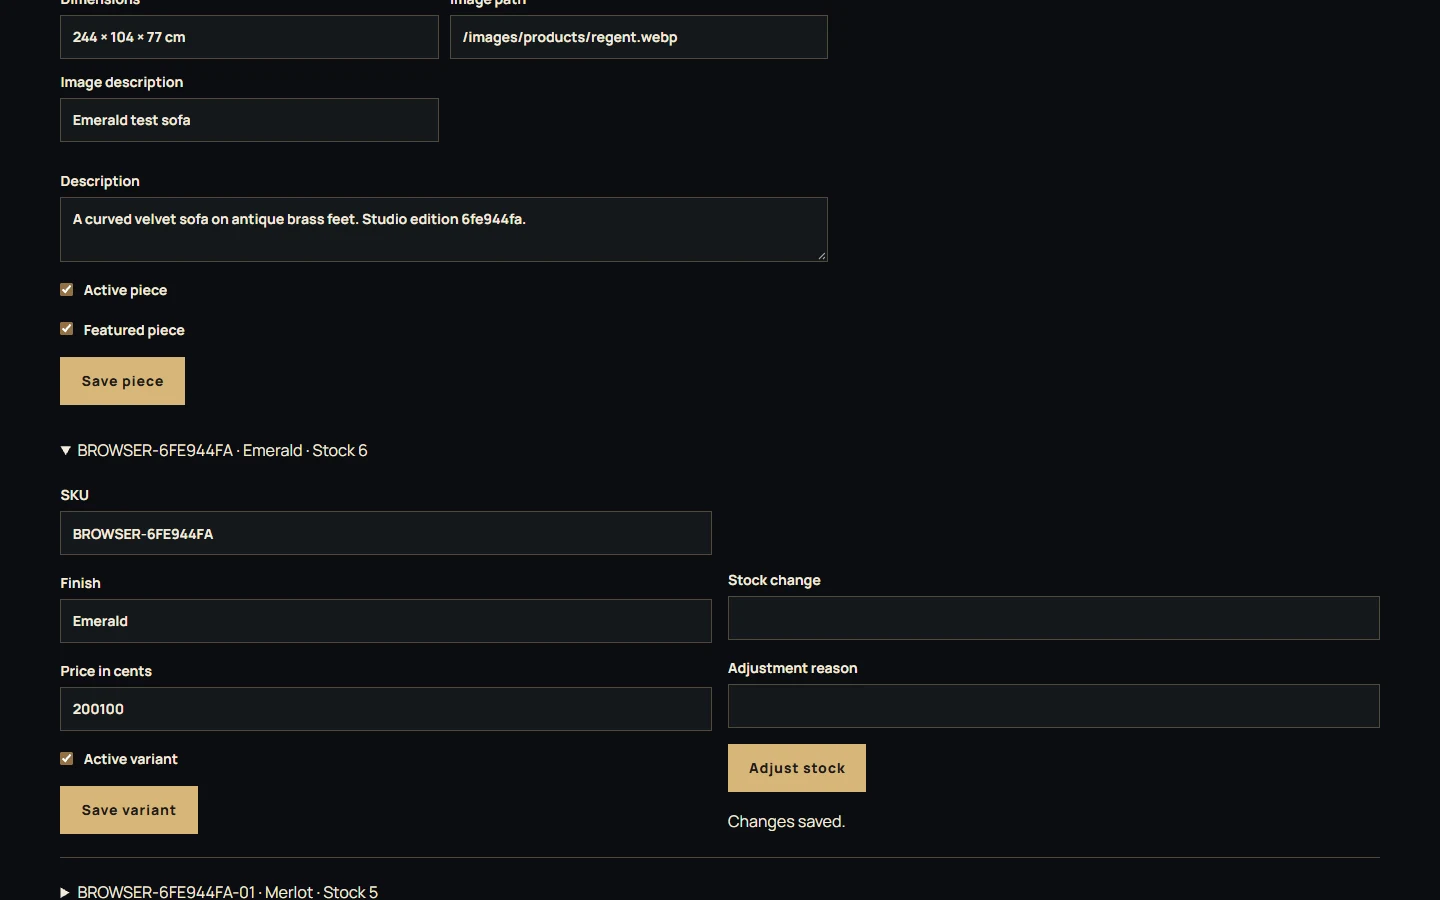 Dimensions
Image path
244 × 104 × 77 cm
/images/products/regent.webp
Image description
Emerald test sofa
Description
A curved velvet sofa on antique brass feet. Studio edition 6fe944fa.
Active piece
Featured piece
Save piece
BROWSER-6FE944FA · Emerald · Stock 6
SKU
BROWSER-6FE944FA
Finish
Emerald
Price in cents
200100
Active variant
Save variant
Stock change
Adjustment reason
Adjust stock
Changes saved.
BROWSER-6FE944FA-01 · Merlot · Stock 5